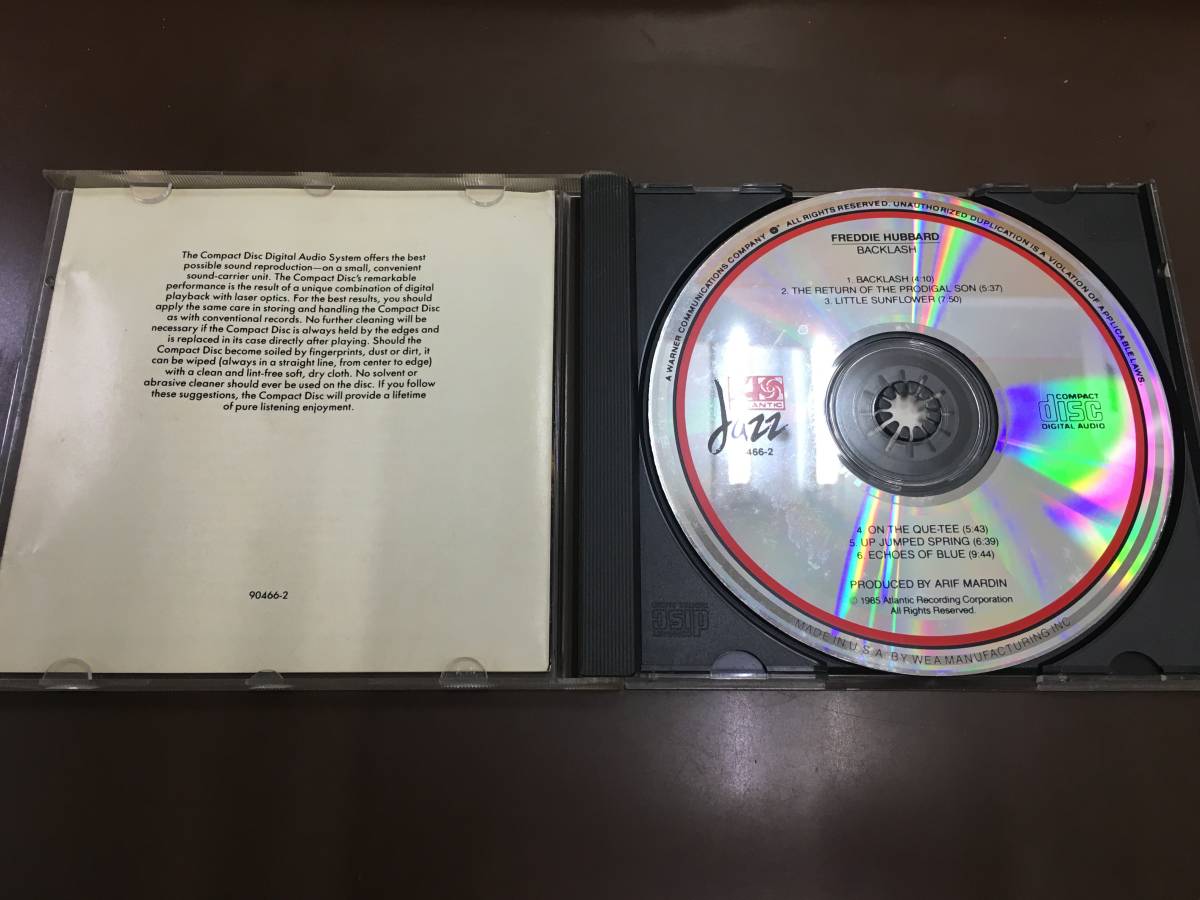 The Compact Disc Digital Audio System offers the best
possible sound reproduction—on a small, convenient
sound-carrier unit. The Compact Disc's remarkable
performance is the result of a unique combination of digital
playback with laser optics. For the best results, you should
apply the same care in storing and handling the Compact Disc
as with conventional records. No further cleaning will be
necessary if the Compact Disc is always held by the edges and
is replaced in its case directly after playing. Should the
Compact Disc become soiled by fingerprints, dust or dirt, it
can be wiped (always in a straight line, from center to edge)
with a clean and lint-free soft, dry cloth. No solvent or
abrasive cleaner should ever be used on the disc. If you follow
these suggestions, the Compact Disc will provide a lifetime
of pure listening enjoyment.
90466-2
A WARNER COMMUNICATIONS COMPANY ALL RIGHTS RESERVED. UNAUTHORIZED DUPLICATION IS A VIOLATION OF APPLICABLE LAWS.
FREDDIE HUBBARD
BACKLASH
1. BACKLASH (4:10)
2. THE RETURN OF THE PRODIGAL SON (5:37)
3. LITTLE SUNFLOWER (7:50)
Jazz
466-2
COMPACT
disc
DIGITAL AUDIO
4. ON THE QUE-TEE (5:43)
5. UP JUMPED SPRING (6:39)
6. ECHOES OF BLUE (9:44)
PRODUCED BY ARIF MARDIN
© 1985 Atlantic Recording Corporation
All Rights Reserved.
MADE IN U.S.A. BY WEA MANUFACTURING INC.
disc